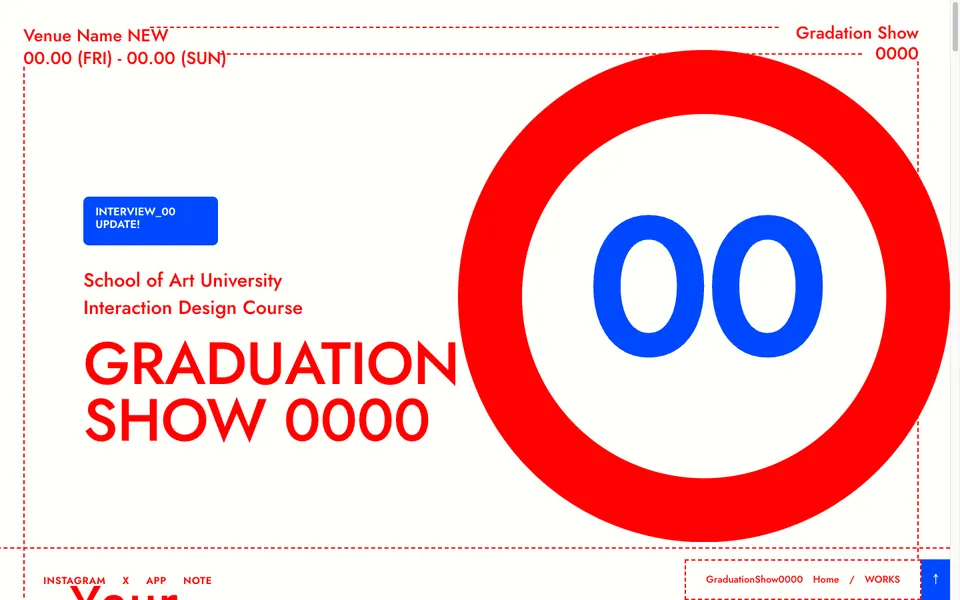 Venue Name NEW
00.00 (FRI) - 00.00 (SUN)
Gradation Show
0000
INTERVIEW_00
UPDATE!
School of Art University
Interaction Design Course
GRADUATION
SHOW 0000
00
INSTAGRAM X APP NOTE
Your
GraduationShow0000 Home / WORKS ↑